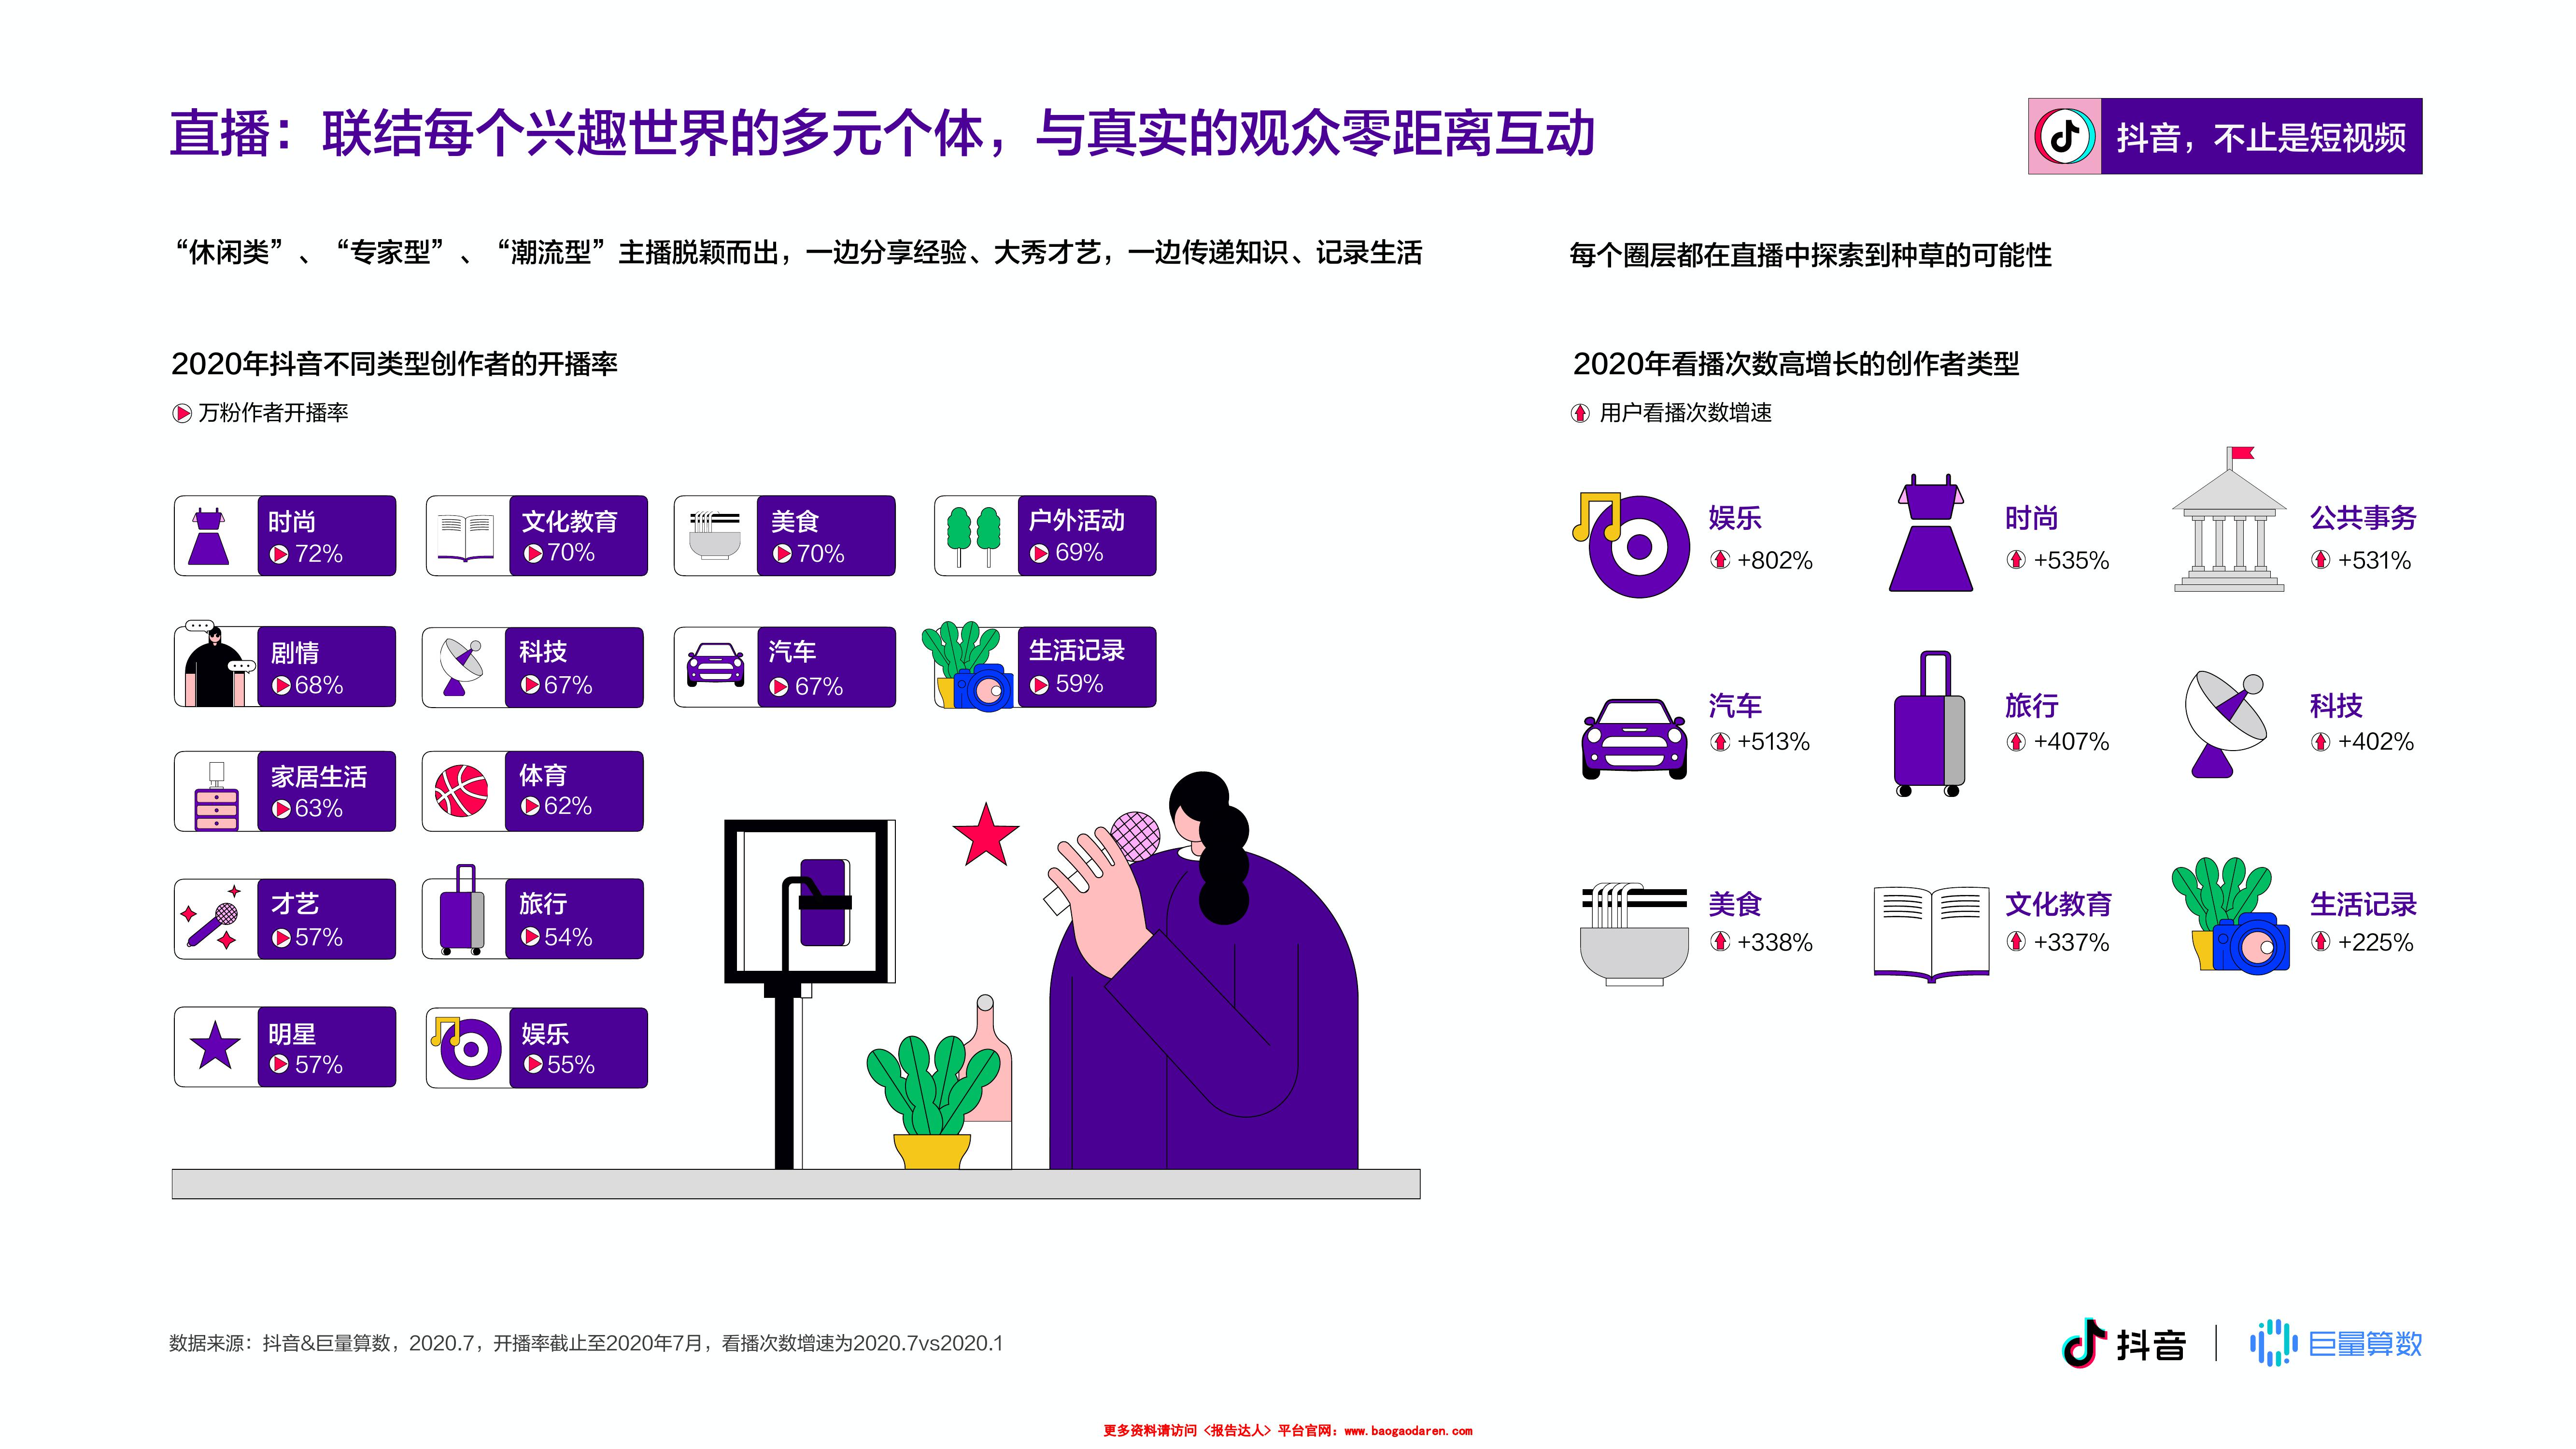 直播：联结每个兴趣世界的多元个体，与真实的观众零距离互动
抖音，不止是短视频
“休闲类”、“专家型”、“潮流型”主播脱颖而出，一边分享经验、大秀才艺，一边传递知识、记录生活
每个圈层都在直播中探索到种草的可能性
2020年抖音不同类型创作者的开播率
万粉作者开播率
时尚
72%
文化教育
70%
美食
70%
户外活动
69%
剧情
68%
科技
67%
汽车
67%
生活记录
59%
家居生活
63%
体育
62%
才艺
57%
旅行
54%
明星
57%
娱乐
55%
2020年看播次数高增长的创作者类型
用户看播次数增速
娱乐
+802%
时尚
+535%
公共事务
+531%
汽车
+513%
旅行
+407%
科技
+402%
美食
+338%
文化教育
+337%
生活记录
+225%
数据来源：抖音&巨量算数，2020.7，开播率截止至2020年7月，看播次数增速为2020.7vs2020.1
抖音
巨量算数
更多资料请访问《报告达人》平台官网：www.baogaodaren.com